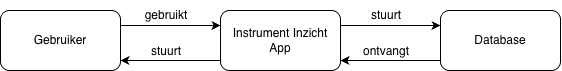 gebruikt
stuurt
Gebruiker
Instrument Inzicht
App
Database
stuurt
ontvangt